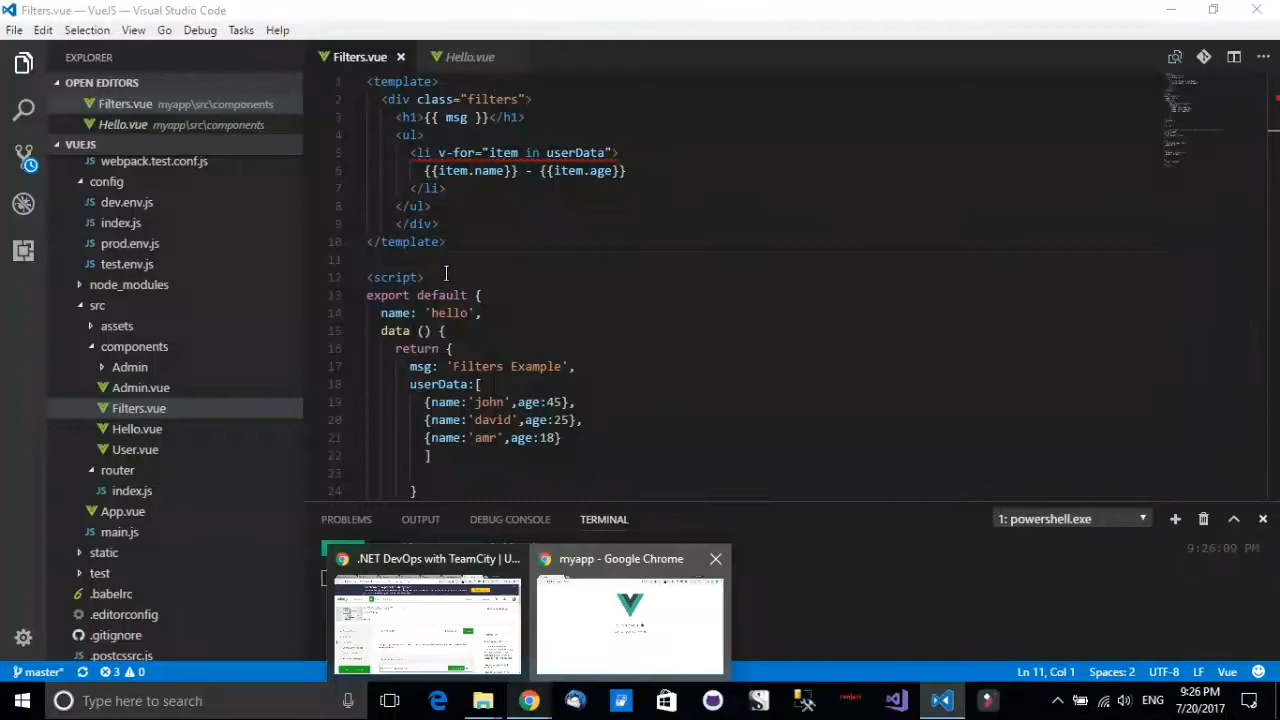 Filters.vue — VueJS — Visual Studio Code
File Edit Selection View Go Debug Tasks Help
EXPLORER
OPEN EDITORS
Filters.vue myapp\src\components
Hello.vue myapp\src\components
VUEJS
webpack.test.conf.js
config
dev.env.js
index.js
prod.env.js
test.env.js
node_modules
src
assets
components
Admin
Admin.vue
Filters.vue
Hello.vue
User.vue
router
index.js
App.vue
main.js
static
test
.babelrc
.editorconfig
.gitignore
.postcssrc.js
Filters.vue Hello.vue
1 <template>
2 <div class="filters">
3 <h1>{{ msg }}</h1>
4 <ul>
5 <li v-for="item in userData">
6 {{item.name}} - {{item.age}}
7 </li>
8 </ul>
9 </div>
10 </template>
11
12 <script>
13 export default {
14 name: 'hello',
15 data () {
16 return {
17 msg: 'Filters Example',
18 userData:[
19 {name:'john',age:45},
20 {name:'david',age:25},
21 {name:'amr',age:18}
22 ]
23
24 }
PROBLEMS OUTPUT DEBUG CONSOLE TERMINAL
1: powershell.exe
9:26:09 PM
.NET DevOps with TeamCity | U...
myapp - Google Chrome
master 3 0
Ln 11, Col 1 Spaces: 2 UTF-8 LF Vue
Type here to search
ENG
9:28 PM
7/20/2017